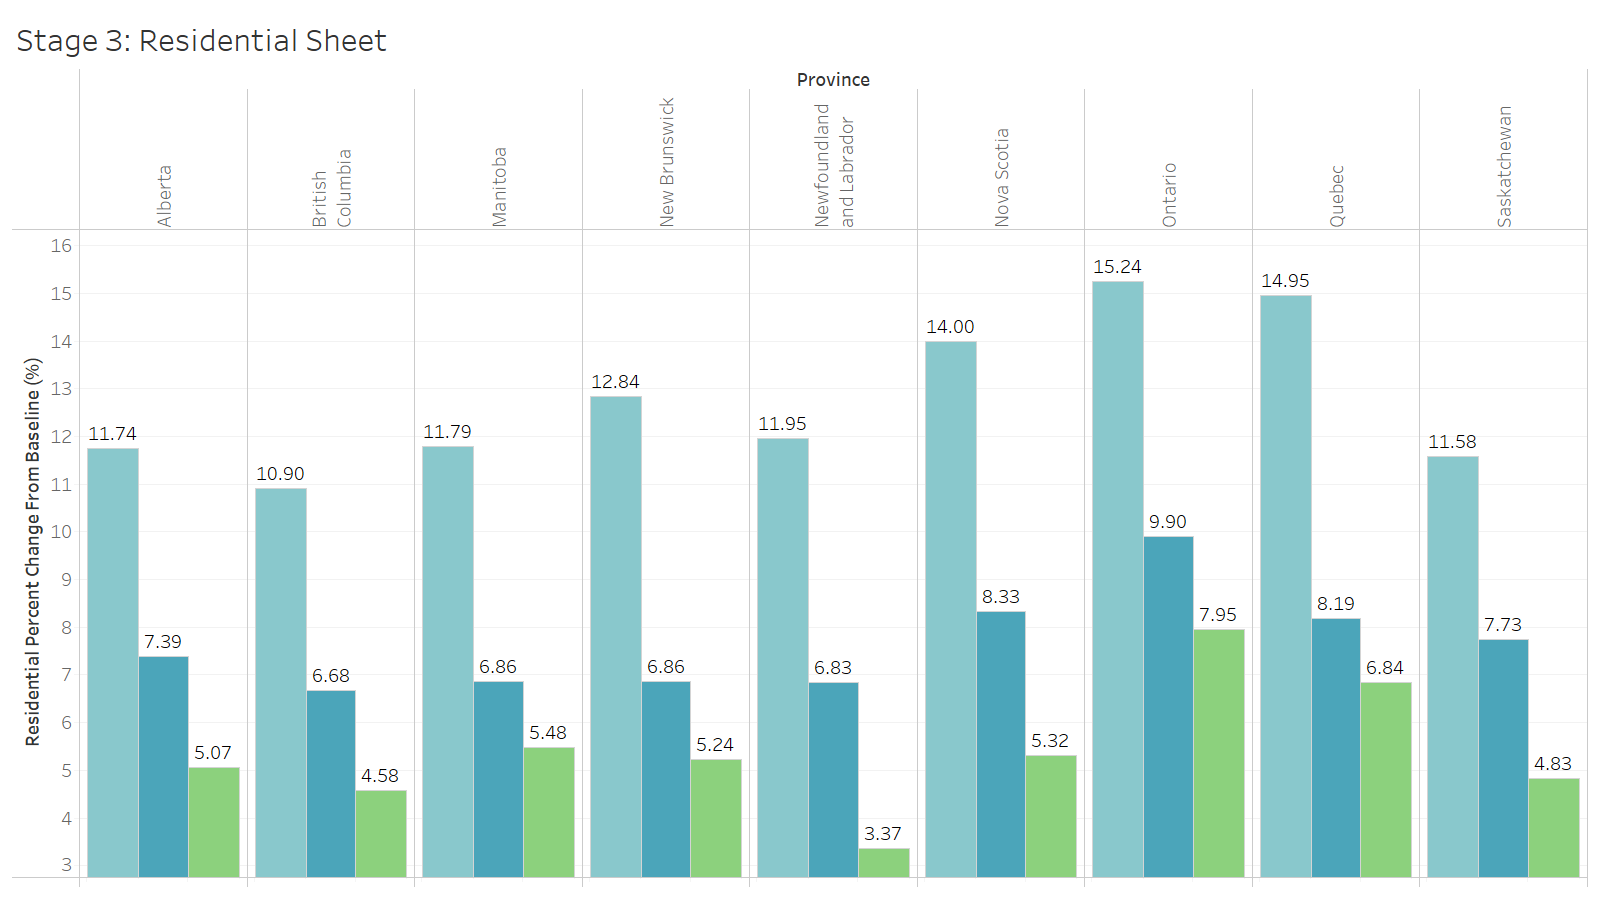 Stage 3: Residential Sheet
Province
Alberta
British
Columbia
Manitoba
New Brunswick
Newfoundland
and Labrador
Nova Scotia
Ontario
Quebec
Saskatchewan
Residential Percent Change From Baseline (%)
16
15
14
13
12
11
10
9
8
7
6
5
4
3
11.74
7.39
5.07
10.90
6.68
4.58
11.79
6.86
5.48
12.84
6.86
5.24
11.95
6.83
3.37
14.00
8.33
5.32
15.24
9.90
7.95
14.95
8.19
6.84
11.58
7.73
4.83